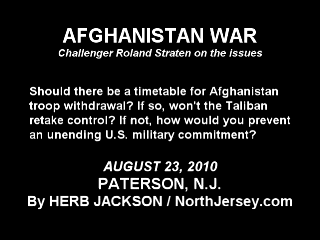 AFGHANISTAN WAR
Challenger Roland Straten on the issues
Should there be a timetable for Afghanistan
troop withdrawal? If so, won't the Taliban
retake control? If not, how would you prevent
an unending U.S. military commitment?
AUGUST 23, 2010
PATERSON, N.J.
By HERB JACKSON / NorthJersey.com